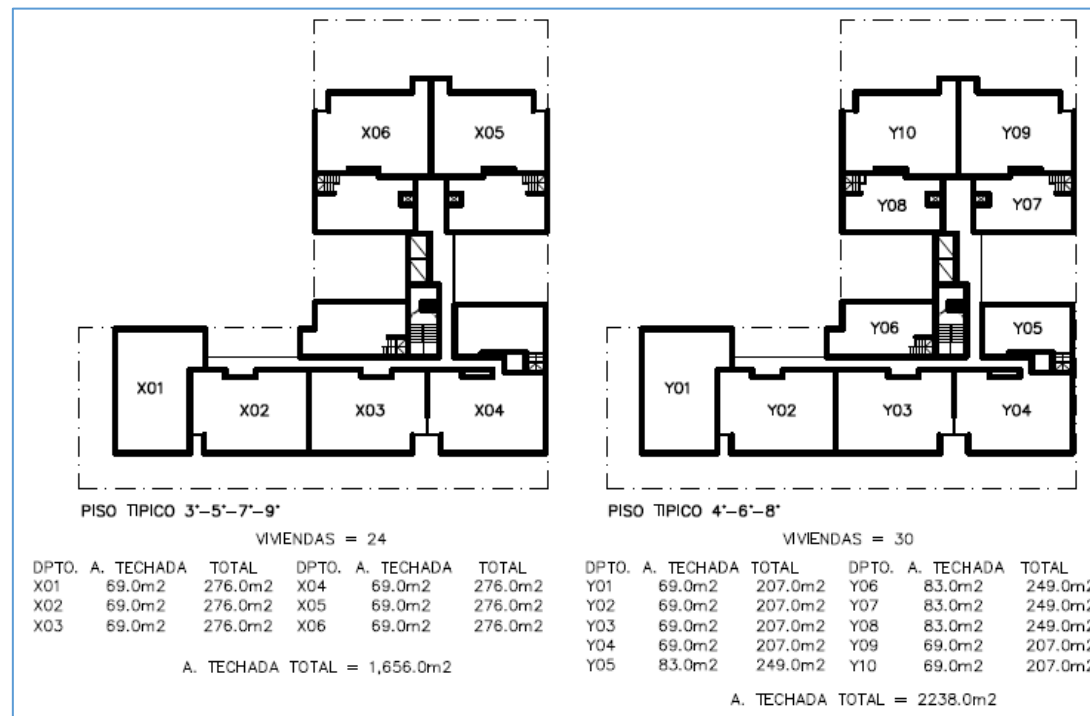 X06 X05
X01 X02 X03 X04
PISO TIPICO 3°-5°-7°-9°
VIVIENDAS = 24
DPTO. A. TECHADA TOTAL DPTO. A. TECHADA TOTAL
X01 69.0m2 276.0m2 X04 69.0m2 276.0m2
X02 69.0m2 276.0m2 X05 69.0m2 276.0m2
X03 69.0m2 276.0m2 X06 69.0m2 276.0m2
A. TECHADA TOTAL = 1,656.0m2
Y10 Y09
Y08 Y07
Y06 Y05
Y01 Y02 Y03 Y04
PISO TIPICO 4°-6°-8°
VIVIENDAS = 30
DPTO. A. TECHADA TOTAL DPTO. A. TECHADA TOTAL
Y01 69.0m2 207.0m2 Y06 83.0m2 249.0m2
Y02 69.0m2 207.0m2 Y07 83.0m2 249.0m2
Y03 69.0m2 207.0m2 Y08 83.0m2 249.0m2
Y04 69.0m2 207.0m2 Y09 69.0m2 207.0m2
Y05 83.0m2 249.0m2 Y10 69.0m2 207.0m2
A. TECHADA TOTAL = 2238.0m2